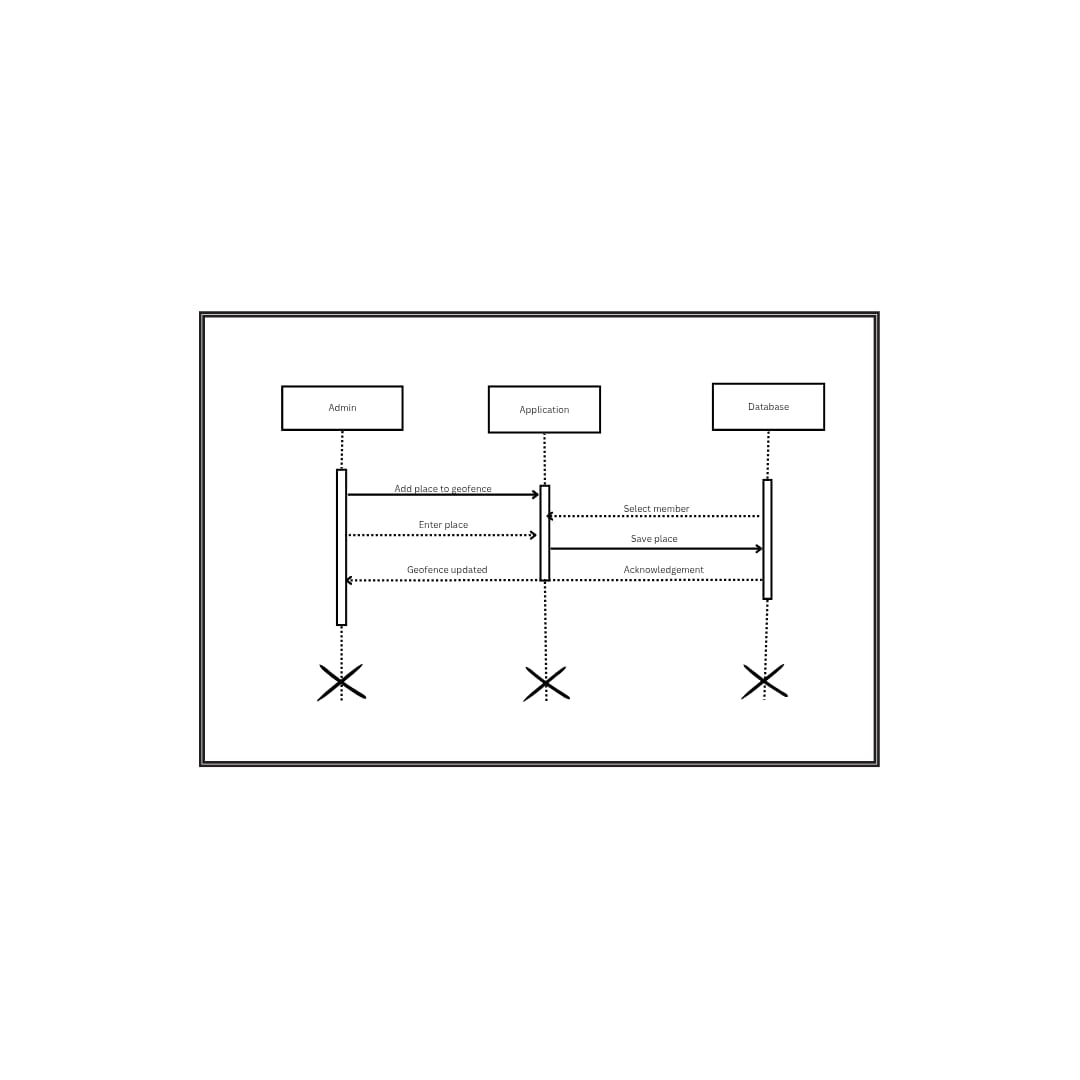 Admin
Application
Database
Add place to geofence
Select member
Enter place
Save place
Geofence updated
Acknowledgement